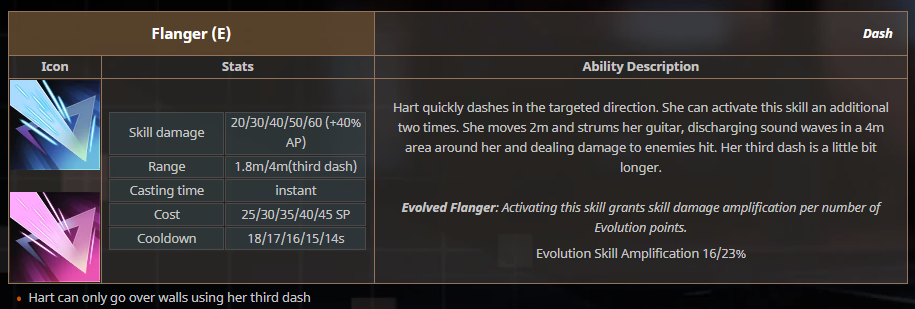 Flanger (E)
Dash
Icon
Stats
Ability Description
Skill damage
20/30/40/50/60 (+40%
AP)
Range
1.8m/4m(third dash)
Casting time
instant
Cost
25/30/35/40/45 SP
Cooldown
18/17/16/15/14s
Hart quickly dashes in the targeted direction. She can activate this skill an additional
two times. She moves 2m and strums her guitar, discharging sound waves in a 4m
area around her and dealing damage to enemies hit. Her third dash is a little bit
longer.
Evolved Flanger: Activating this skill grants skill damage amplification per number of
Evolution points.
Evolution Skill Amplification 16/23%
• Hart can only go over walls using her third dash